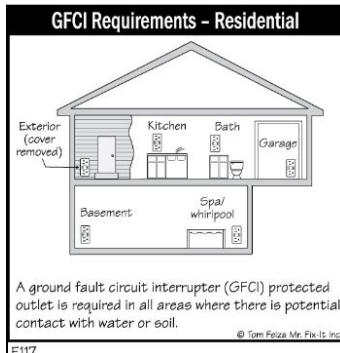 GFCI Requirements – Residential
Exterior
(cover
removed)
Kitchen
Bath
Garage
Basement
Spa/
whirlpool
A ground fault circuit interrupter (GFCI) protected
outlet is required in all areas where there is potential
contact with water or soil.
© Tom Feiza Mr. Fix-It Inc
E117